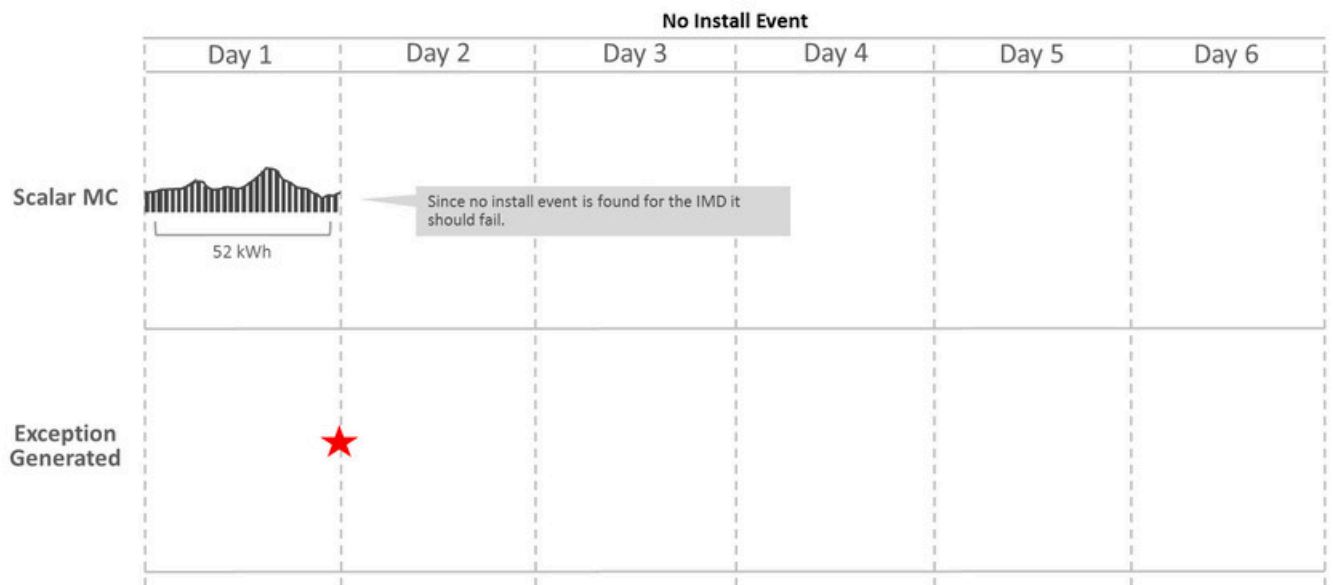 No Install Event
Day 1 Day 2 Day 3 Day 4 Day 5 Day 6
Scalar MC
Since no install event is found for the IMD it
should fail.
52 kWh
Exception
Generated